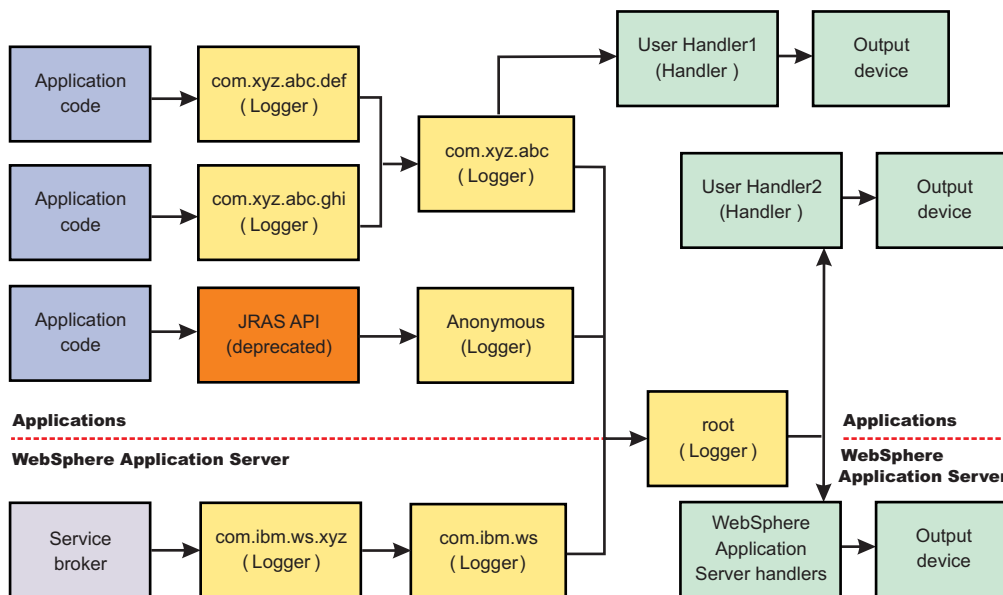 Application
code
com.xyz.abc.def
( Logger )
User Handler1
(Handler )
Output
device
Application
code
com.xyz.abc.ghi
( Logger )
com.xyz.abc
( Logger )
User Handler2
(Handler )
Output
device
Application
code
JRAS API
(deprecated)
Anonymous
(Logger)
Applications
WebSphere Application Server
root
( Logger )
Applications
WebSphere
Application Server
Service
broker
com.ibm.ws.xyz
( Logger )
com.ibm.ws
( Logger )
WebSphere
Application
Server handlers
Output
device